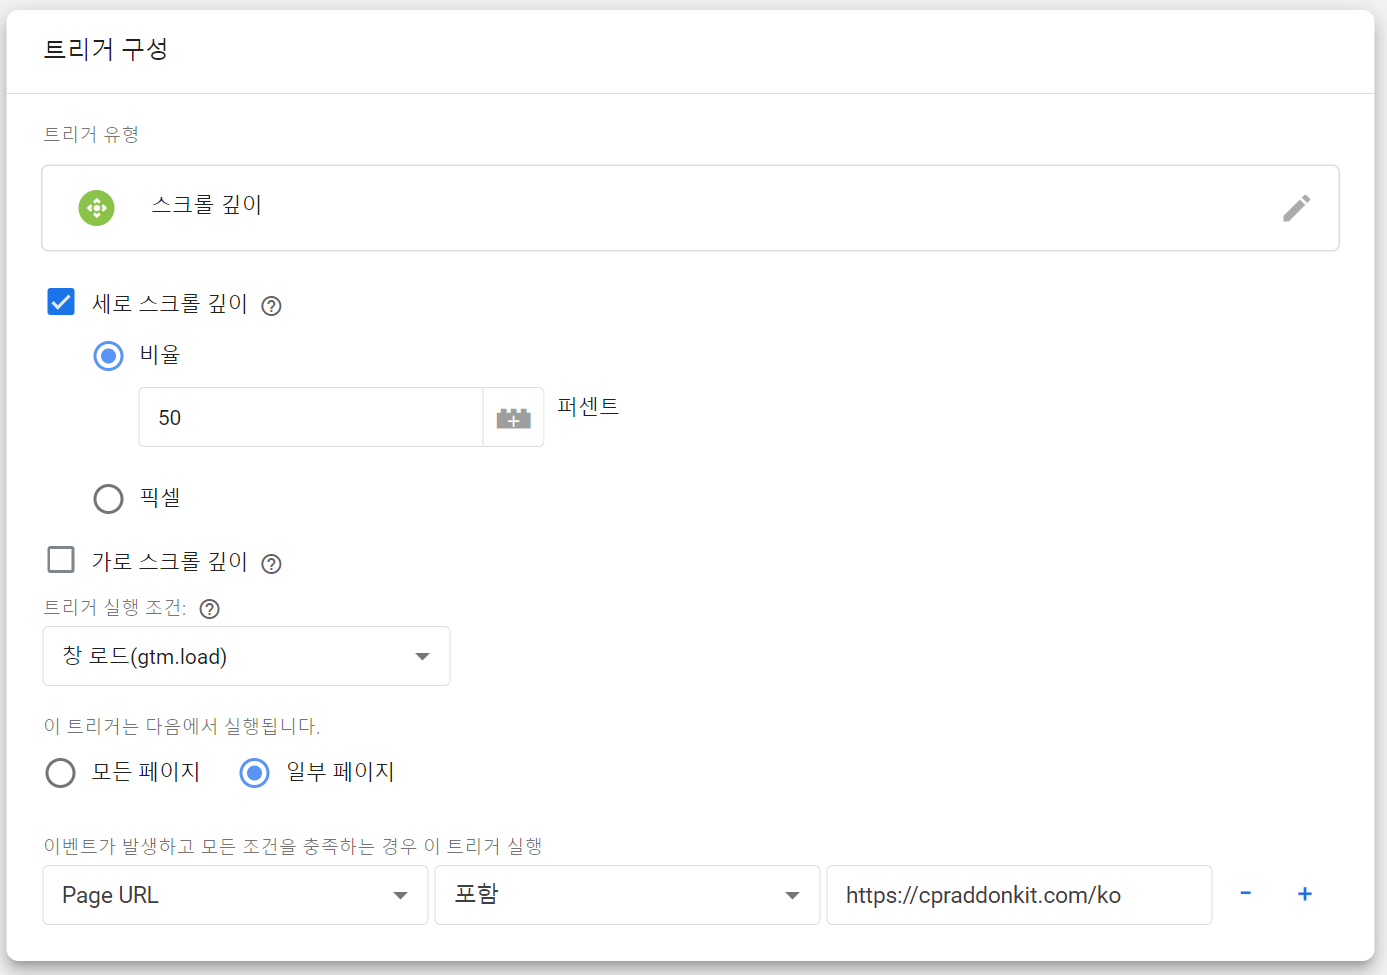 트리거 구성
트리거 유형
스크롤 깊이
세로 스크롤 깊이
비율
50
퍼센트
픽셀
가로 스크롤 깊이
트리거 실행 조건:
창 로드(gtm.load)
이 트리거는 다음에서 실행됩니다.
모든 페이지 일부 페이지
이벤트가 발생하고 모든 조건을 충족하는 경우 이 트리거 실행
Page URL 포함 https://cpraddonkit.com/ko - +